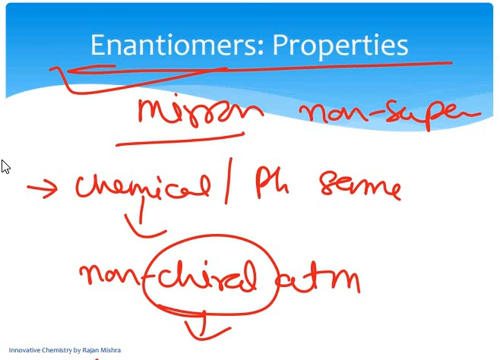 Enantiomers: Properties
mirror non-super
→ chemical / Ph same
non-chiral atm
Innovative Chemistry by Rajan Mishra